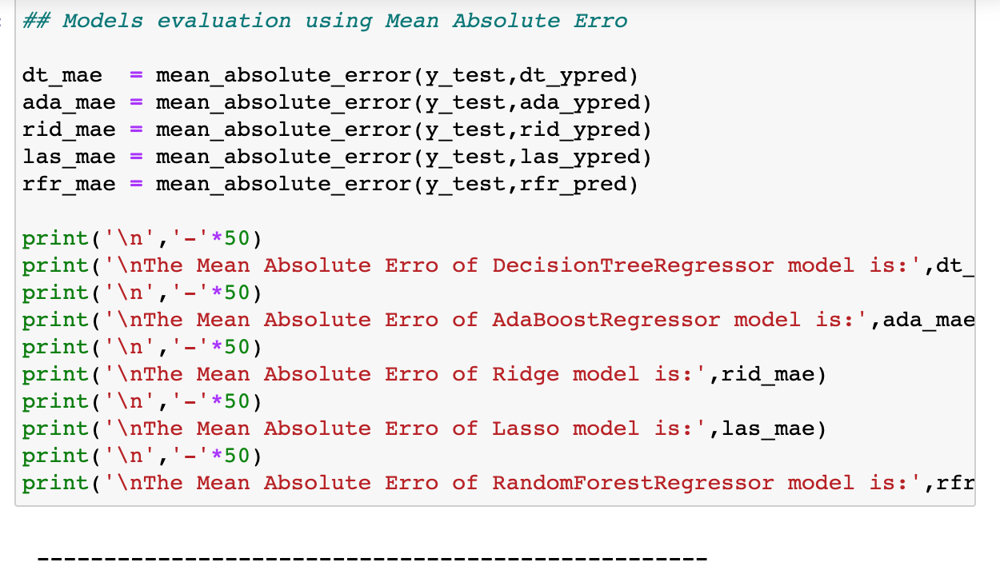 ## Models evaluation using Mean Absolute Erro
dt_mae  = mean_absolute_error(y_test,dt_ypred)
ada_mae = mean_absolute_error(y_test,ada_ypred)
rid_mae = mean_absolute_error(y_test,rid_ypred)
las_mae = mean_absolute_error(y_test,las_ypred)
rfr_mae = mean_absolute_error(y_test,rfr_pred)
print('\n','-'*50)
print('\nThe Mean Absolute Erro of DecisionTreeRegressor model is:',dt_
print('\n','-'*50)
print('\nThe Mean Absolute Erro of AdaBoostRegressor model is:',ada_mae
print('\n','-'*50)
print('\nThe Mean Absolute Erro of Ridge model is:',rid_mae)
print('\n','-'*50)
print('\nThe Mean Absolute Erro of Lasso model is:',las_mae)
print('\n','-'*50)
print('\nThe Mean Absolute Erro of RandomForestRegressor model is:',rfr
--------------------------------------------------